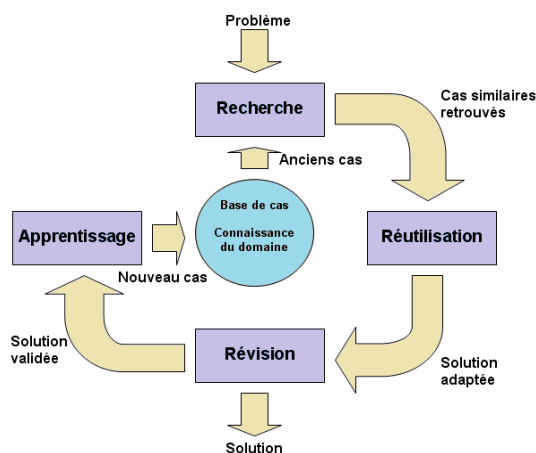 Problème
Recherche
Cas similaires
retrouvés
Anciens cas
Base de cas
Connaissance
du domaine
Apprentissage
Réutilisation
Nouveau cas
Solution
validée
Révision
Solution
adaptée
Solution